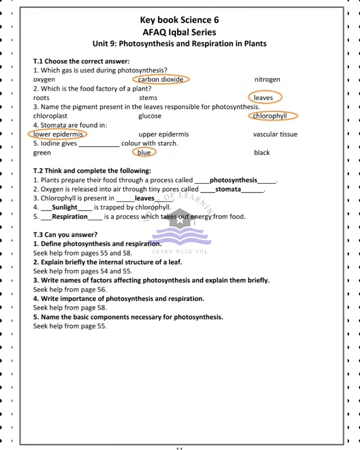 Key book Science 6
AFAQ Iqbal Series
Unit 9: Photosynthesis and Respiration in Plants
T.1 Choose the correct answer:
1. Which gas is used during photosynthesis?
oxygen carbon dioxide nitrogen
2. Which is the food factory of a plant?
roots stems leaves
3. Name the pigment present in the leaves responsible for photosynthesis.
chloroplast glucose chlorophyll
4. Stomata are found in:
lower epidermis upper epidermis vascular tissue
5. Iodine gives ____________ colour with starch.
green blue black
T.2 Think and complete the following:
1. Plants prepare their food through a process called ____photosynthesis_____.
2. Oxygen is released into air through tiny pores called ____stomata______.
3. Chlorophyll is present in _____leaves
4. ___Sunlight____ is trapped by chlorophyll.
5. ___Respiration____ is a process which takes out energy from food.
T.3 Can you answer?
1. Define photosynthesis and respiration.
Seek help from pages 55 and 58.
2. Explain briefly the internal structure of a leaf.
Seek help from pages 54 and 55.
3. Write names of factors affecting photosynthesis and explain them briefly.
Seek help from page 56.
4. Write importance of photosynthesis and respiration.
Seek help from page 58.
5. Name the basic components necessary for photosynthesis.
Seek help from page 55.